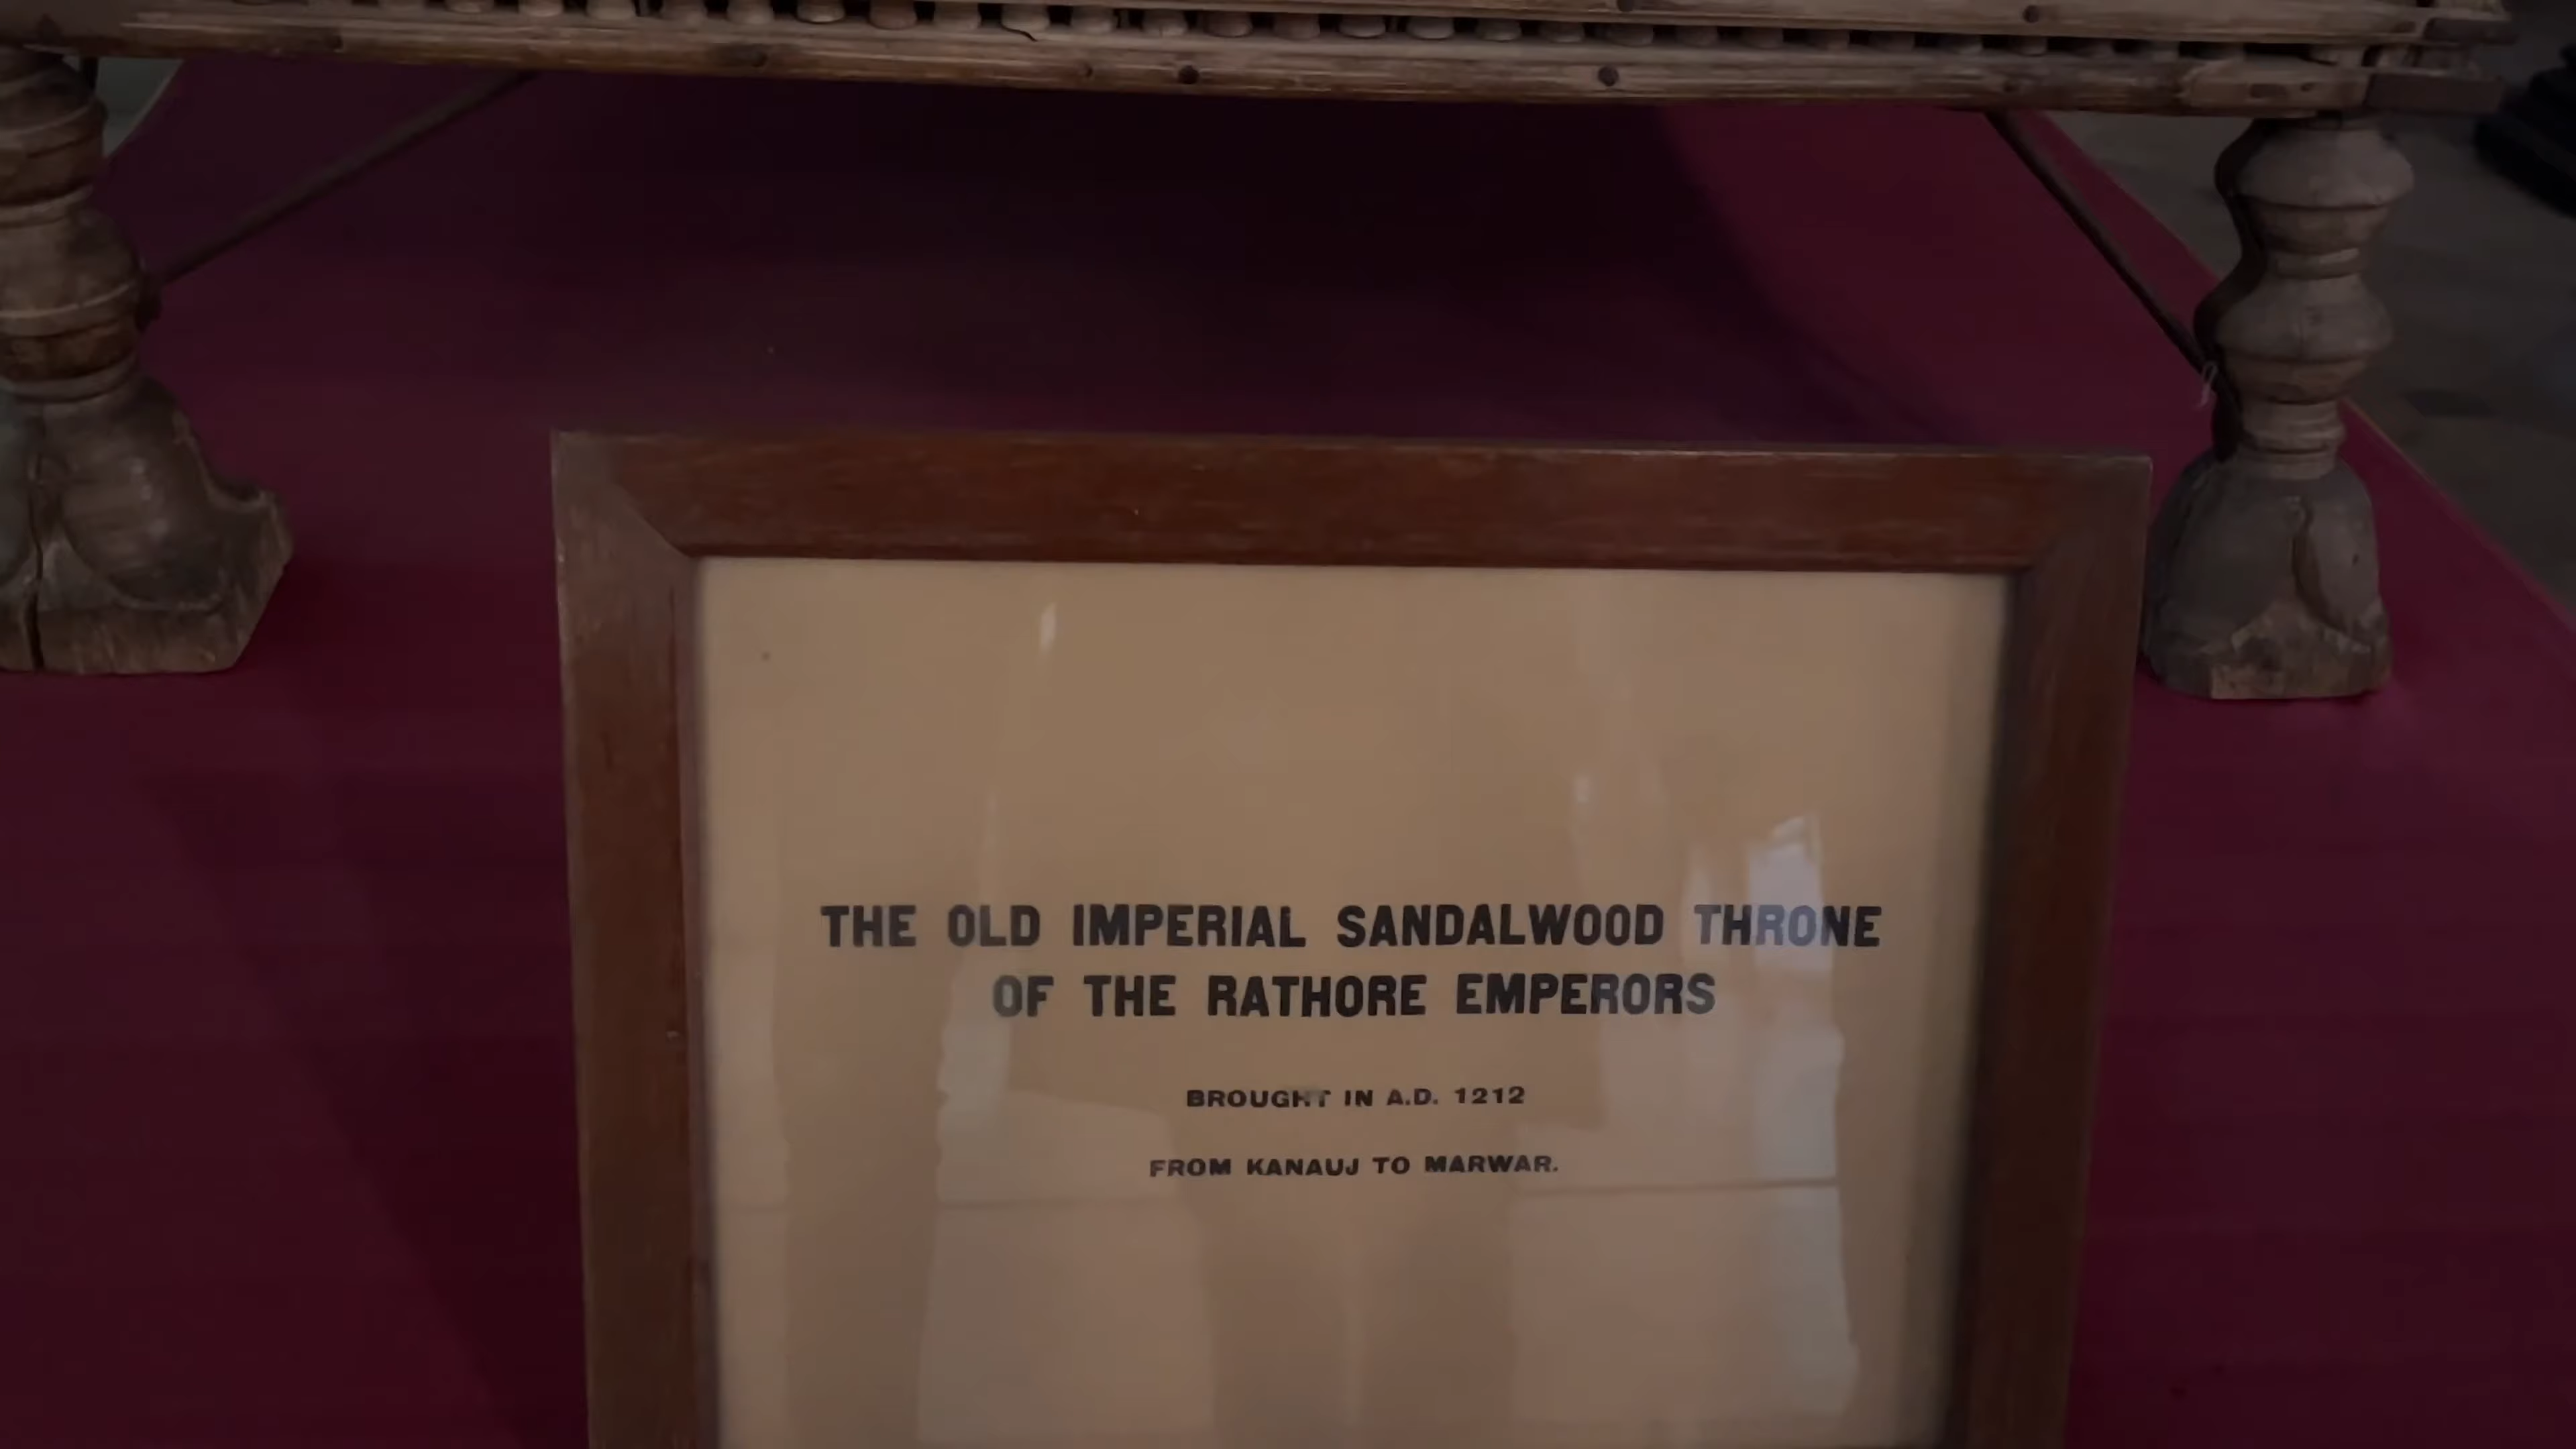 THE OLD IMPERIAL SANDALWOOD THRONE
OF THE RATHORE EMPERORS
BROUGHT IN A.D. 1212
FROM KANAUJ TO MARWAR.